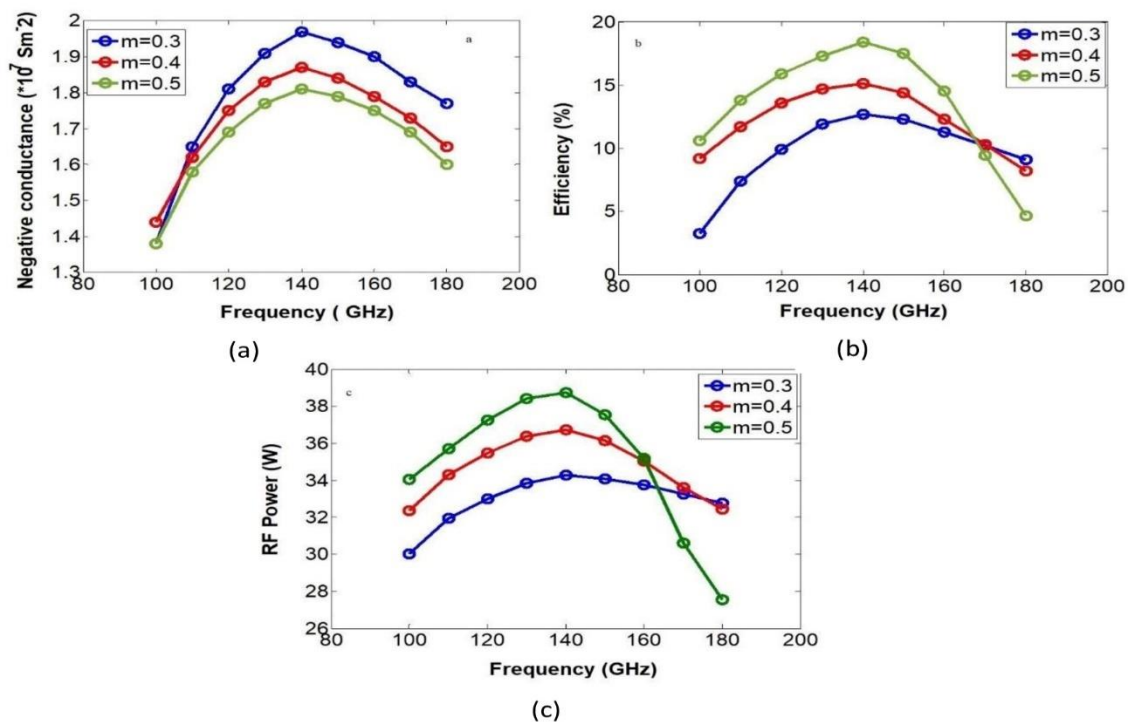 2
1.9
1.8
1.7
1.6
1.5
1.4
1.3
80 100 120 140 160 180 200
Negative conductance (*10^7 Sm^-2)
Frequency ( GHz)
m=0.3
m=0.4
m=0.5
a
(a)
20
15
10
5
0
80 100 120 140 160 180 200
Efficiency (%)
Frequency (GHz)
m=0.3
m=0.4
m=0.5
b
(b)
40
38
36
34
32
30
28
26
80 100 120 140 160 180 200
RF Power (W)
Frequency (GHz)
m=0.3
m=0.4
m=0.5
c
(c)